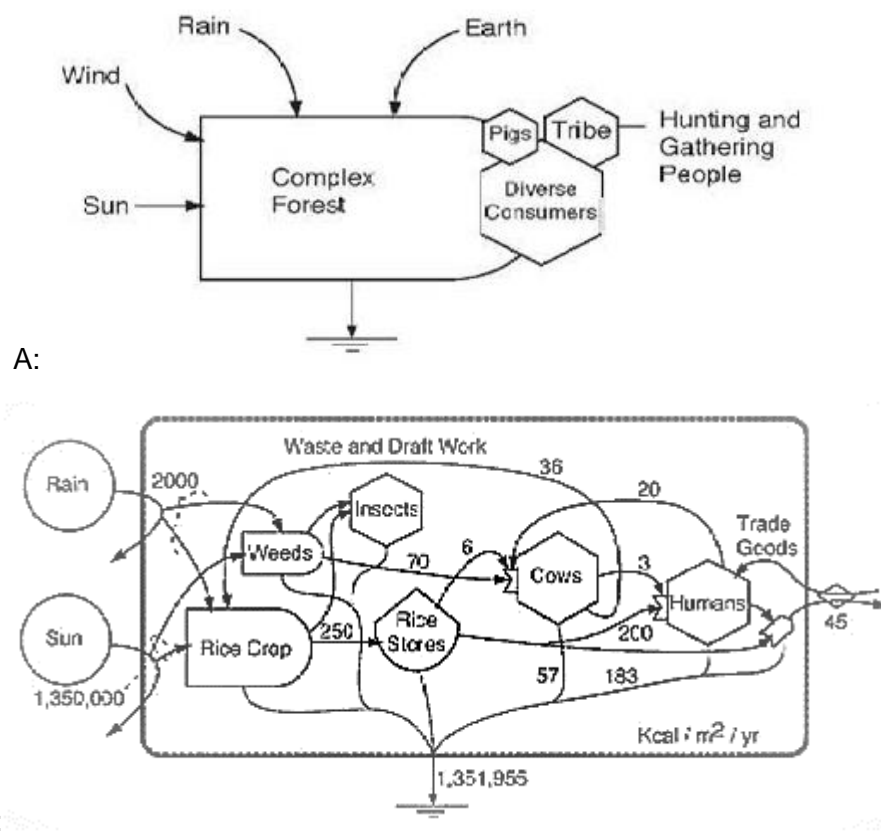 Rain
Earth
Wind
Pigs
Tribe
Hunting and
Gathering
People
Complex
Forest
Diverse
Consumers
Sun
A:
Waste and Draft Work
Rain
2000
36
20
Insects
Trade
Goods
Weeds
6
70
Cows
3
Humans
Sun
Rice Crop
250
Rice
Stores
200
45
1,350,000
57
183
Kcal / m2 / yr
1,351,955